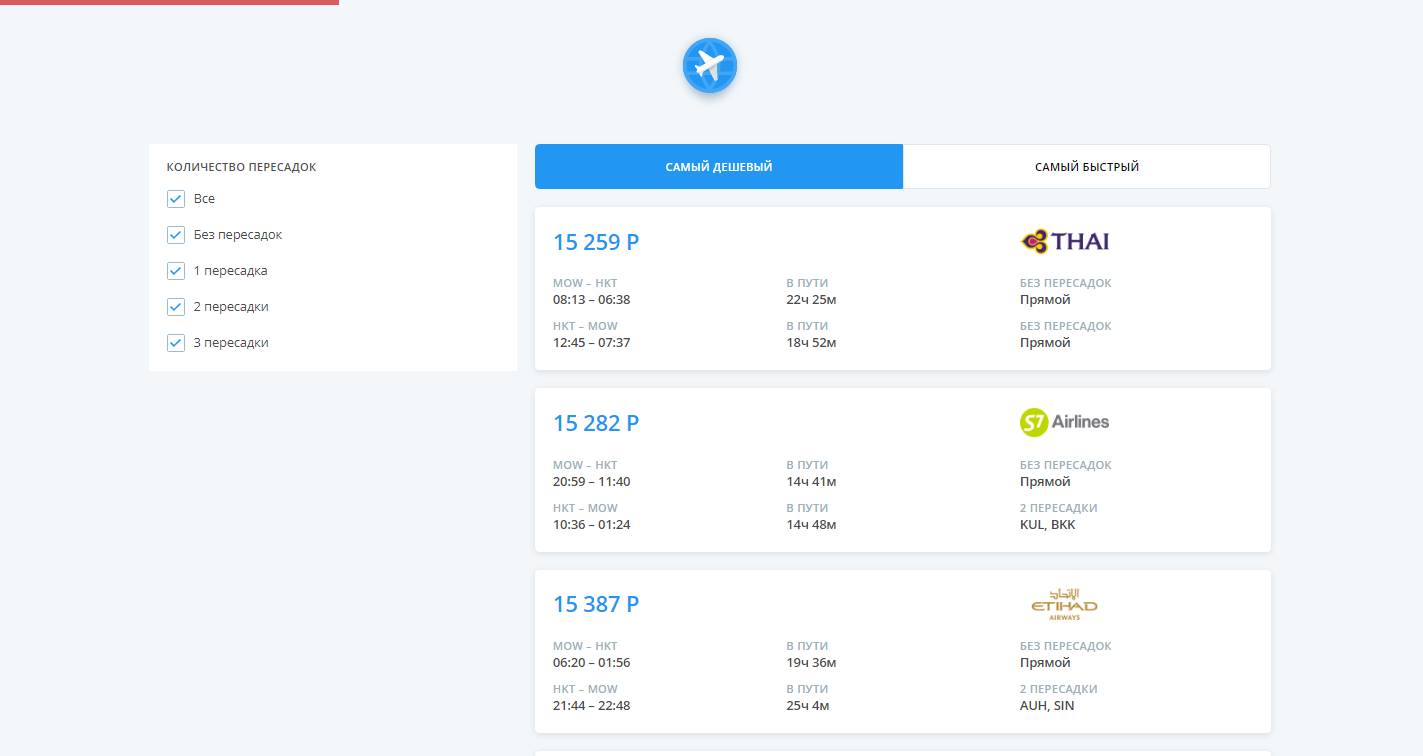 КОЛИЧЕСТВО ПЕРЕСАДОК
Все
Без пересадок
1 пересадка
2 пересадки
3 пересадки
САМЫЙ ДЕШЕВЫЙ
САМЫЙ БЫСТРЫЙ
15 259 Р
THAI
MOW – HKT
В ПУТИ
БЕЗ ПЕРЕСАДОК
08:13 – 06:38
22ч 25м
Прямой
HKT – MOW
В ПУТИ
БЕЗ ПЕРЕСАДОК
12:45 – 07:37
18ч 52м
Прямой
15 282 Р
S7 Airlines
MOW – HKT
В ПУТИ
БЕЗ ПЕРЕСАДОК
20:59 – 11:40
14ч 41м
Прямой
HKT – MOW
В ПУТИ
2 ПЕРЕСАДКИ
10:36 – 01:24
14ч 48м
KUL, BKK
15 387 Р
الإتحاد
ETIHAD
AIRWAYS
MOW – HKT
В ПУТИ
БЕЗ ПЕРЕСАДОК
06:20 – 01:56
19ч 36м
Прямой
HKT – MOW
В ПУТИ
2 ПЕРЕСАДКИ
21:44 – 22:48
25ч 4м
AUH, SIN